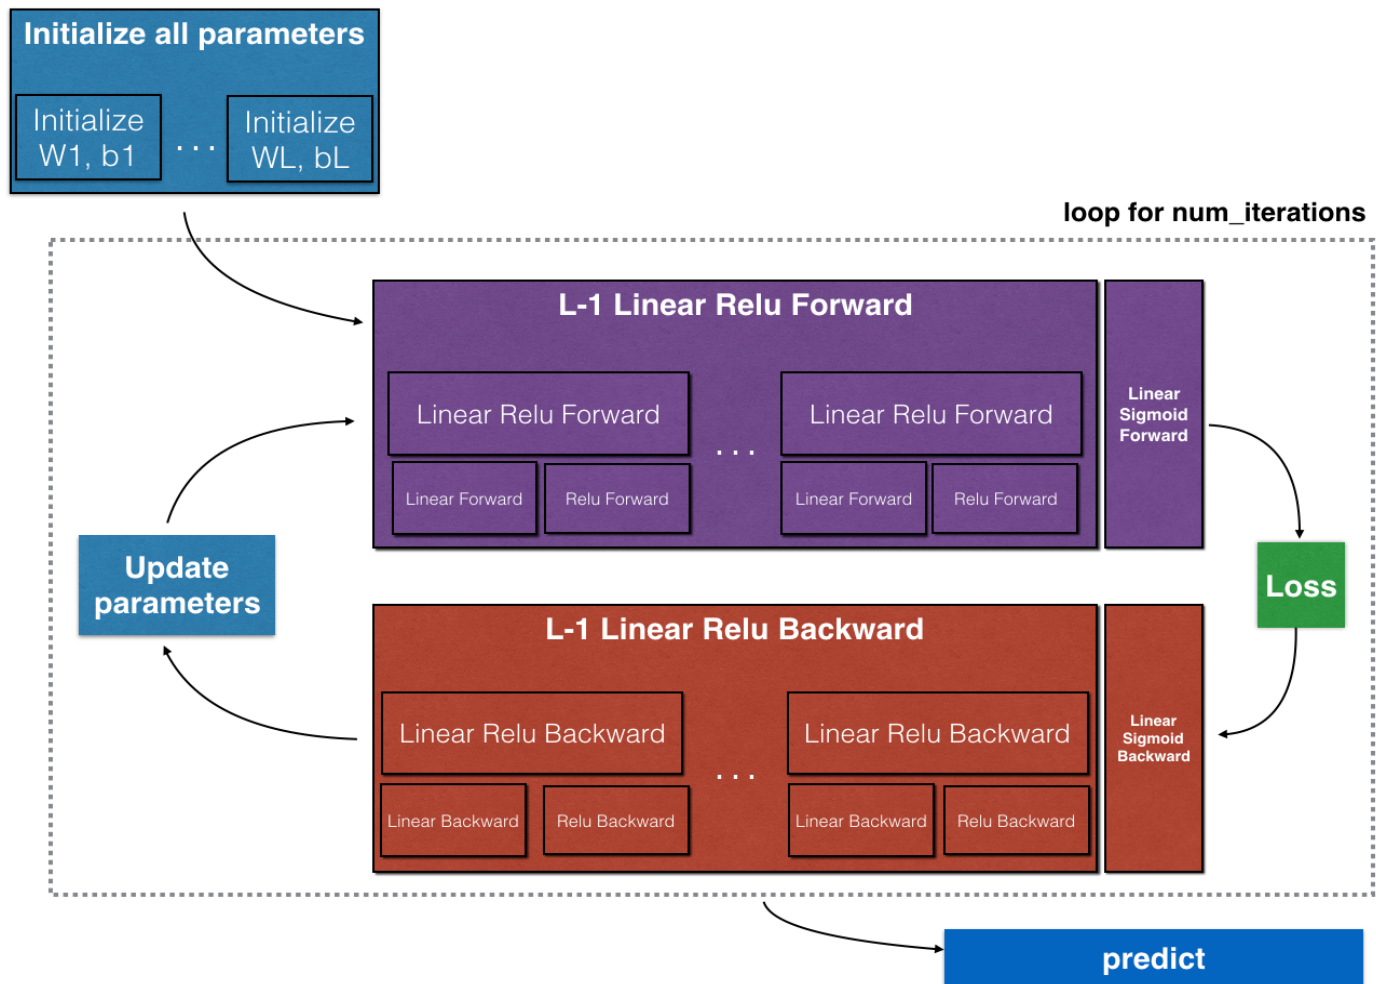 Initialize all parameters
Initialize
W1, b1
. . .
Initialize
WL, bL
loop for num_iterations
L-1 Linear Relu Forward
Linear Relu Forward
Linear Forward
Relu Forward
. . .
Linear Relu Forward
Linear Forward
Relu Forward
Linear
Sigmoid
Forward
Loss
Update
parameters
L-1 Linear Relu Backward
Linear Relu Backward
Linear Backward
Relu Backward
. . .
Linear Relu Backward
Linear Backward
Relu Backward
Linear
Sigmoid
Backward
predict